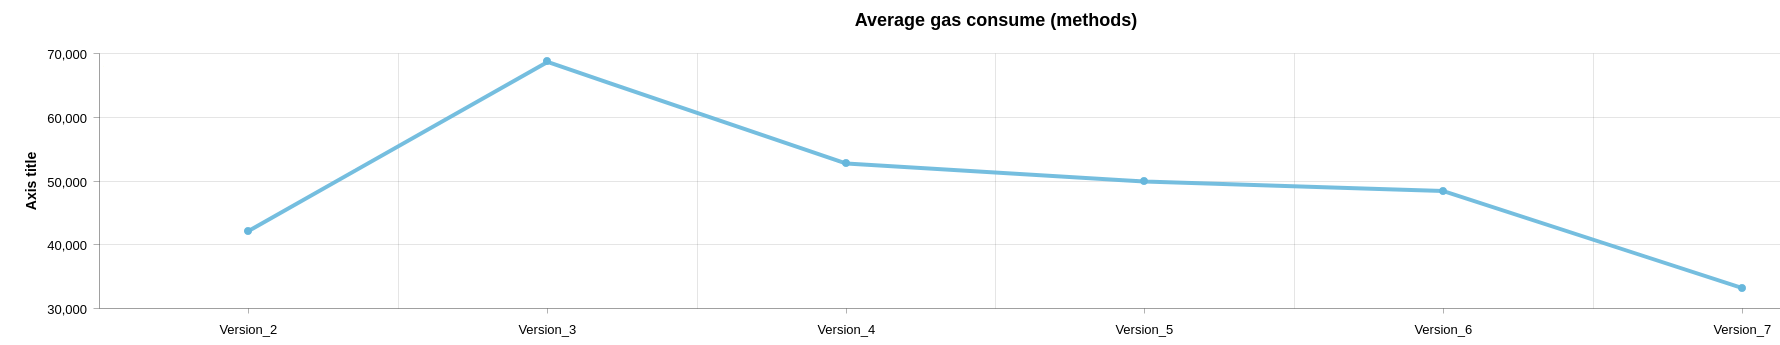 Average gas consume (methods)
70,000
60,000
50,000
40,000
30,000
Axis title
Version_2
Version_3
Version_4
Version_5
Version_6
Version_7